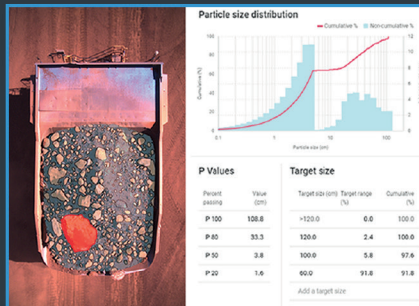 Particle size distribution
Cumulative % Non-cumulative %
100 12
80 10
60 8
6
40 4
20 2
0 0
0.1 1 10 100
Cumulative (%)
Particle size (cm)
P Values
Percent passing Value (cm)
P 100 108.8
P 80 33.3
P 50 3.8
P 20 1.6
Target size
Target size (cm) Target range (%) Cumulative (%)
>120.0 0.0 100.0
120.0 2.4 100.0
100.0 5.8 97.6
60.0 91.8 91.8
Add a target size